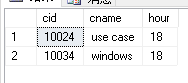 cid cname hour
1 10024 use case 18
2 10034 windows 18